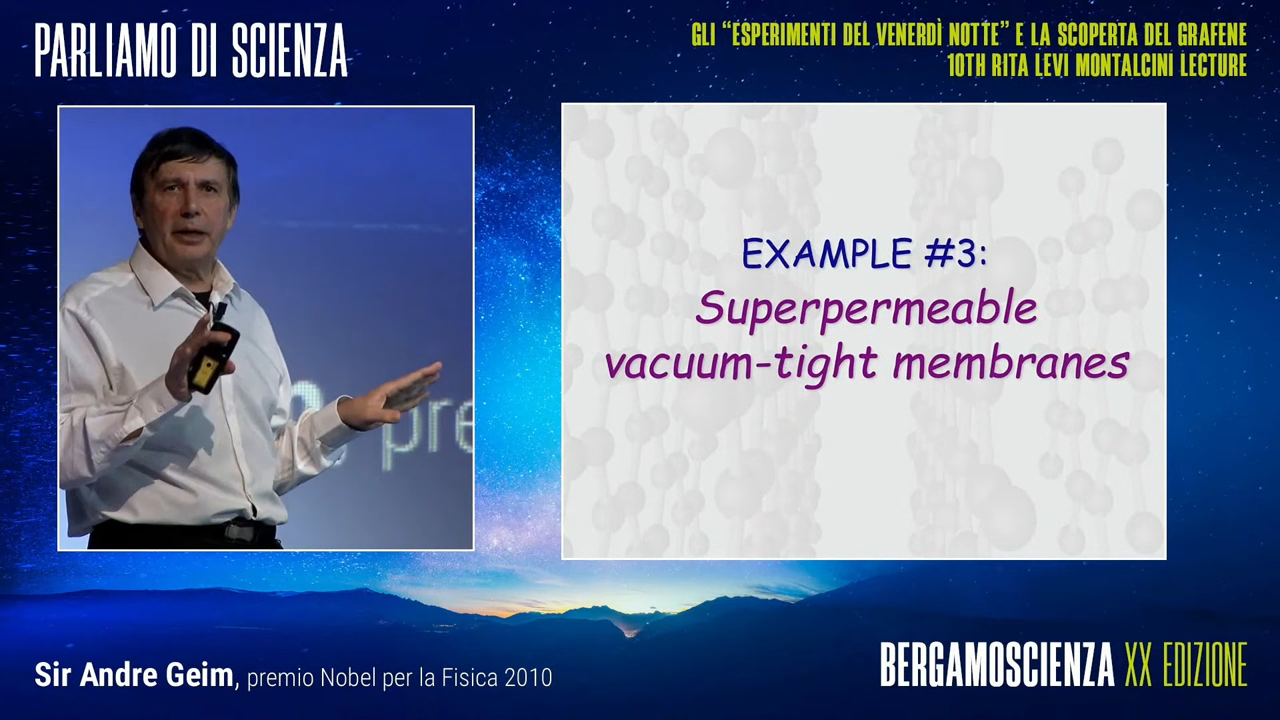 PARLIAMO DI SCIENZA
GLI “ESPERIMENTI DEL VENERDÌ NOTTE” E LA SCOPERTA DEL GRAFENE
10TH RITA LEVI MONTALCINI LECTURE
EXAMPLE #3:
Superpermeable
vacuum-tight membranes
Sir Andre Geim, premio Nobel per la Fisica 2010
BERGAMOSCIENZA XX EDIZIONE